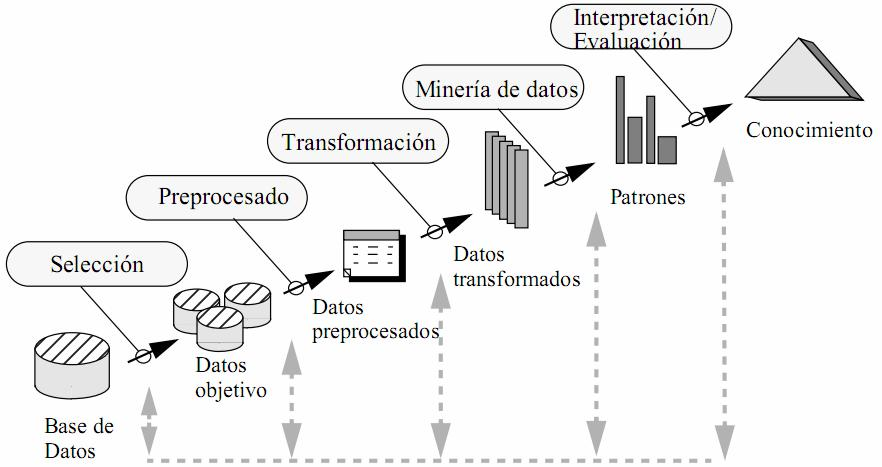 Interpretación/
Evaluación
Minería de datos
Conocimiento
Transformación
Patrones
Preprocesado
Datos
transformados
Selección
Datos
preprocesados
Datos
objetivo
Base de
Datos